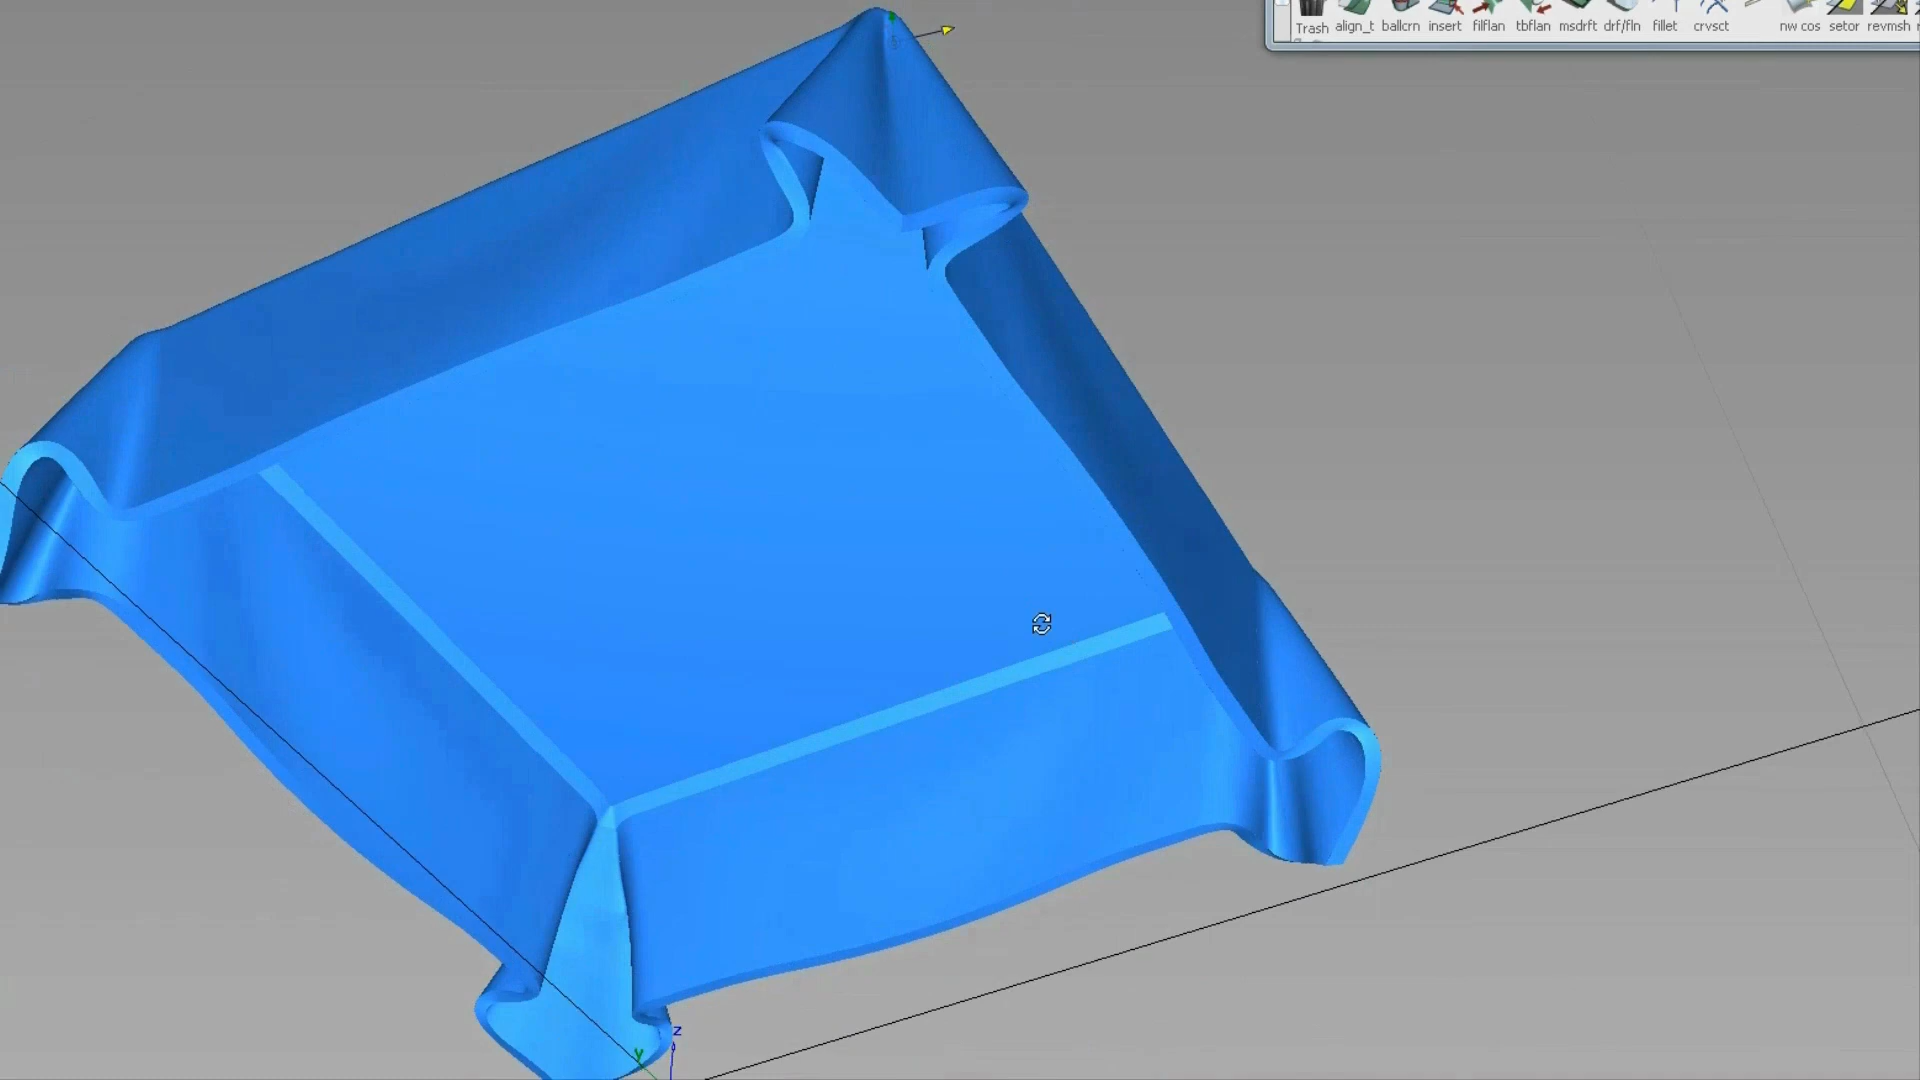 Trash align_t ballcrn insert filflan tbflan msdrft drf/fln fillet crvsct nw cos setor revmsh
z
y